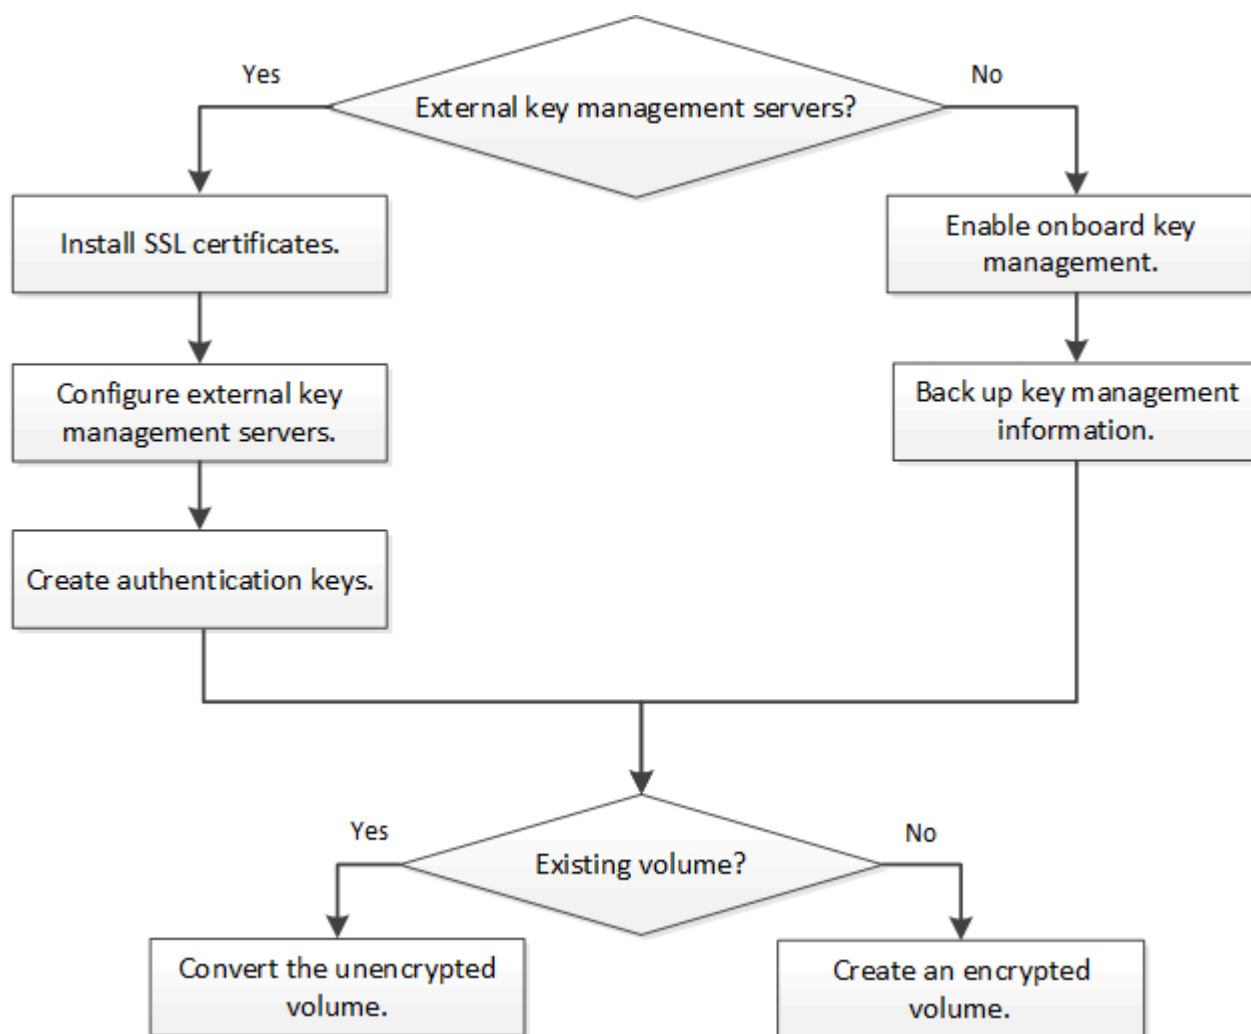 Yes
No
External key management servers?
Install SSL certificates.
Enable onboard key
management.
Configure external key
management servers.
Back up key management
information.
Create authentication keys.
Yes
No
Existing volume?
Convert the unencrypted
volume.
Create an encrypted
volume.